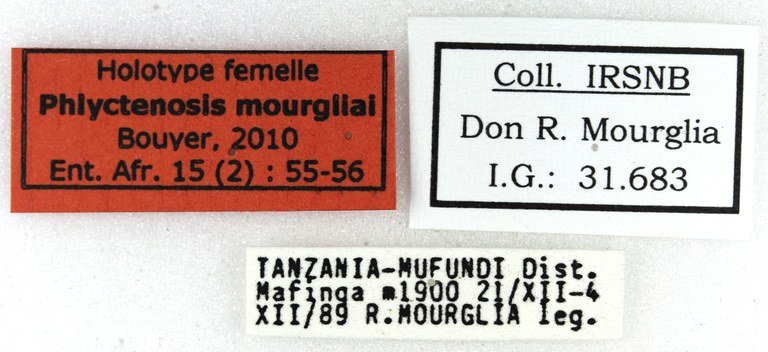 Holotype femelle
Phlyctenosis mourgliai
Bouyer, 2010
Ent. Afr. 15 (2) : 55-56
Coll. IRSNB
Don R. Mourglia
I.G.: 31.683
TANZANIA-MUFUNDI Dist.
Mafinga m1900 21/XII-4
XII/89 R.MOURGLIA leg.